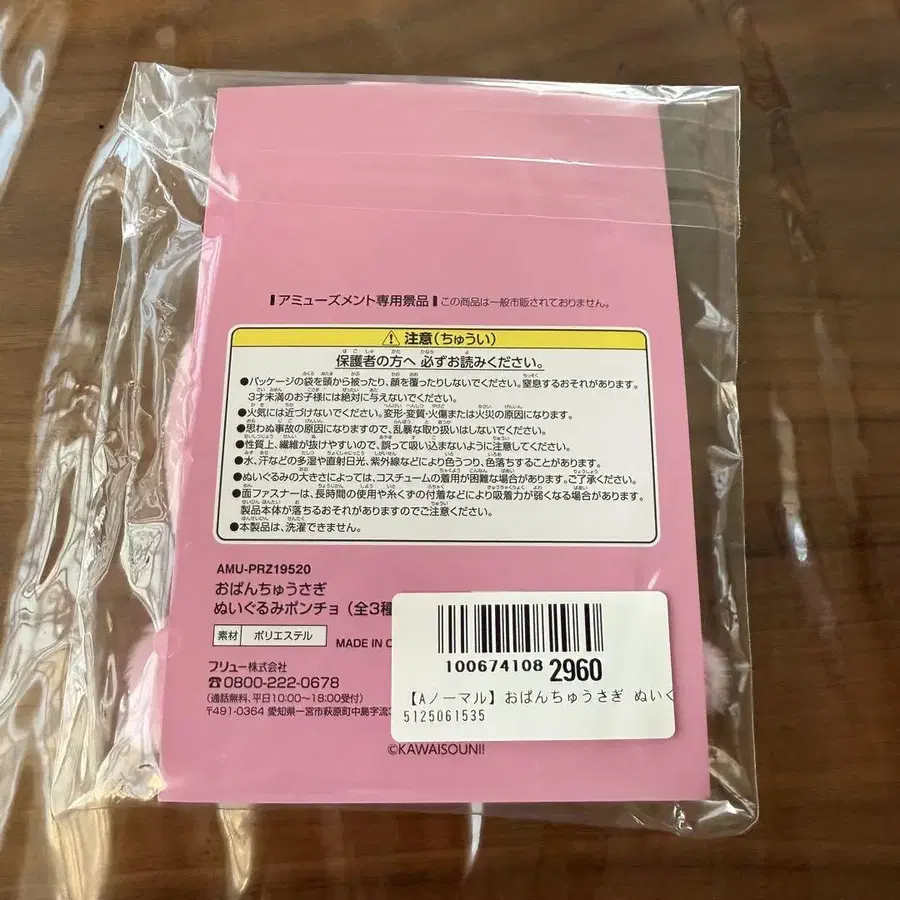 アミューズメント専用景品 この商品は一般市販されておりません。
⚠注意(ちゅうい)
保護者の方へ 必ずお読みください。
●パッケージの袋を頭から被ったり、顔を覆ったりしないでください。窒息するおそれがあります。
3才未満のお子様には絶対に与えないでください。
●火気には近づけないでください。変形・変質・火傷または火災の原因になります。
●思わぬ事故の原因になりますので、乱暴な取り扱いはしないでください。
●性質上、繊維が抜けやすいので、誤って吸い込まないように注意してください。
●水、汗などの多湿や直射日光、紫外線などにより色うつり、色落ちすることがあります。
●ぬいぐるみの大きさによっては、コスチュームの着用が困難な場合があります。ご了承ください。
●面ファスナーは、長時間の使用や糸くずの付着などにより吸着力が弱くなる場合があります。
製品本体が落ちるおそれがありますのでご注意ください。
●本製品は、洗濯できません。
AMU-PRZ19520
おぱんちゅうさぎ
ぬいぐるみポンチョ(全3種
素材 ポリエステル MADE IN C
フリュー株式会社
☎0800-222-0678
(通話無料、平日10:00~18:00受付)
〒491-0364 愛知県一宮市萩原町中島字流
100674108 2960
【Aノーマル】おぱんちゅうさぎ ぬいぐ
5125061535
©KAWAISOUNI!